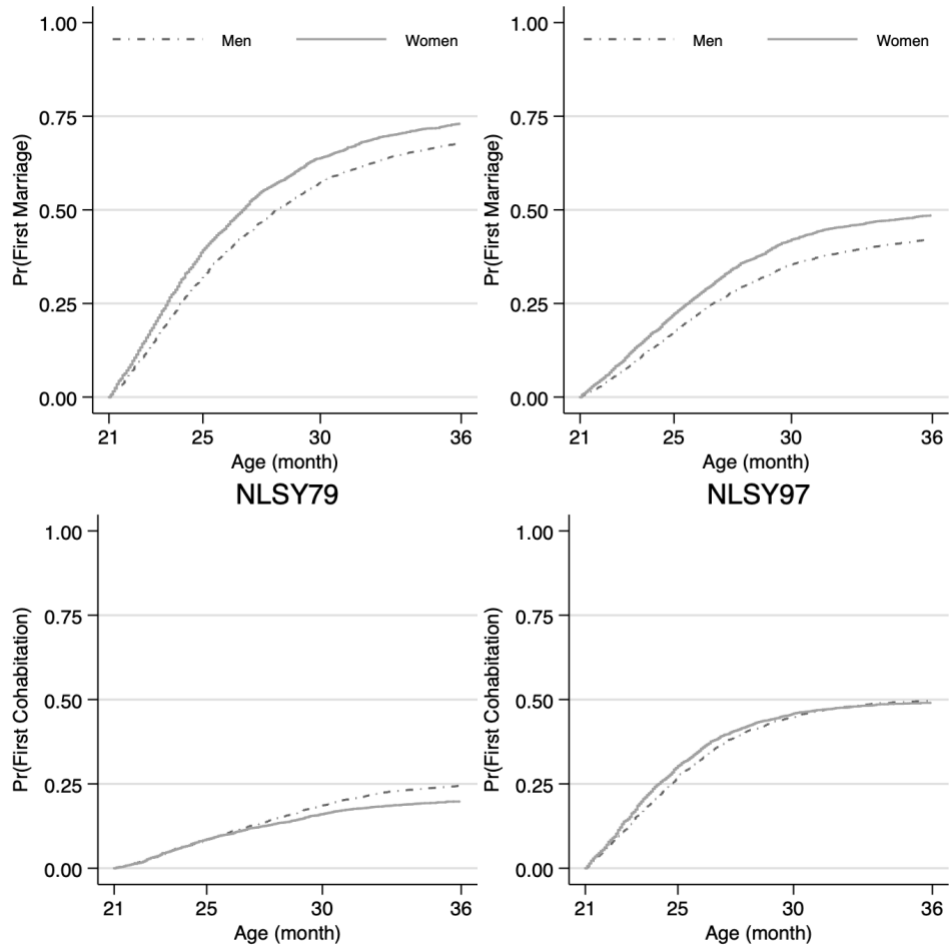 1.00
Men
Women
0.75
0.50
0.25
0.00
Pr(First Marriage)
21 25 30 36
Age (month)
1.00
Men
Women
0.75
0.50
0.25
0.00
Pr(First Marriage)
21 25 30 36
Age (month)
NLSY79
1.00
0.75
0.50
0.25
0.00
Pr(First Cohabitation)
21 25 30 36
Age (month)
NLSY97
1.00
0.75
0.50
0.25
0.00
Pr(First Cohabitation)
21 25 30 36
Age (month)